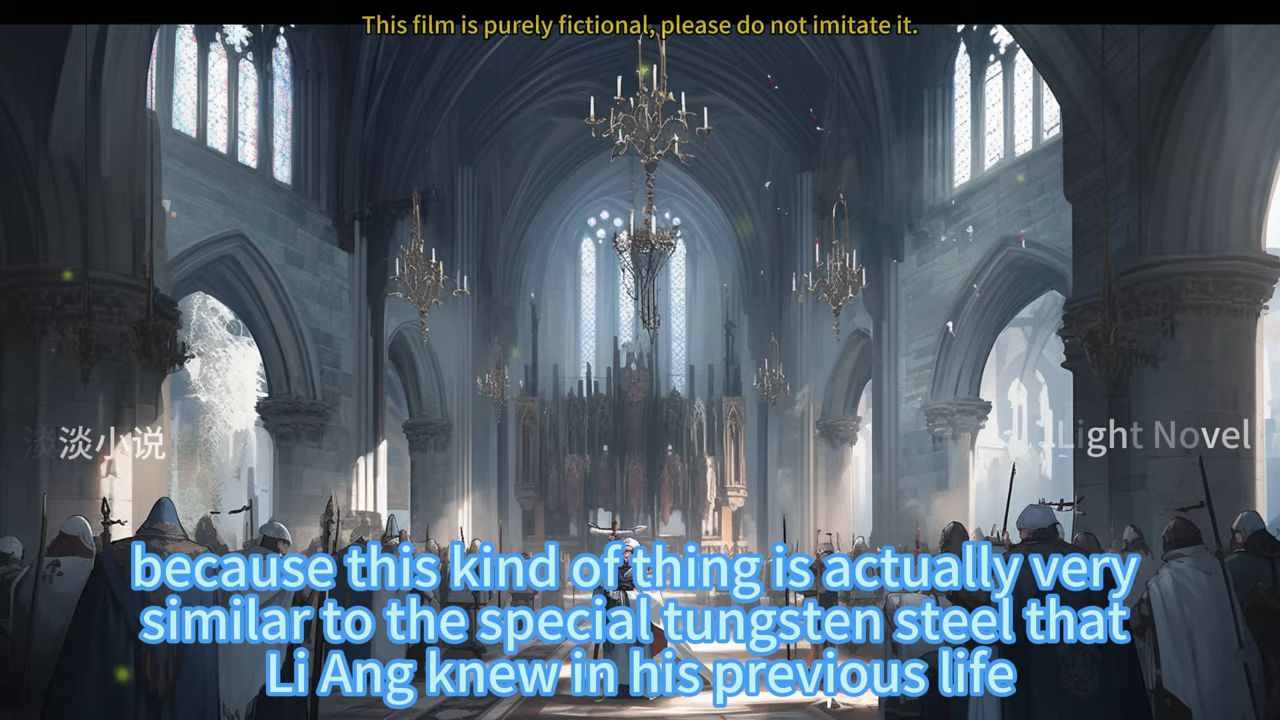 This film is purely fictional, please do not imitate it.
淡淡小说
Light Novel
because this kind of thing is actually very
similar to the special tungsten steel that
Li Ang knew in his previous life